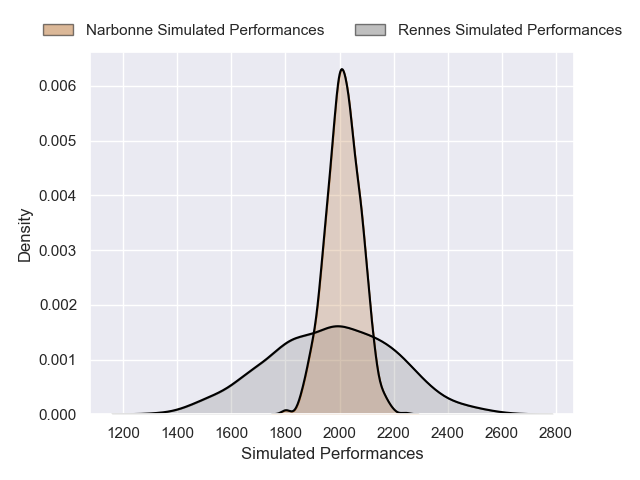 Narbonne Simulated Performances Rennes Simulated Performances
0.006
0.005
0.004
0.003
0.002
0.001
0.000
Density
1200 1400 1600 1800 2000 2200 2400 2600 2800
Simulated Performances